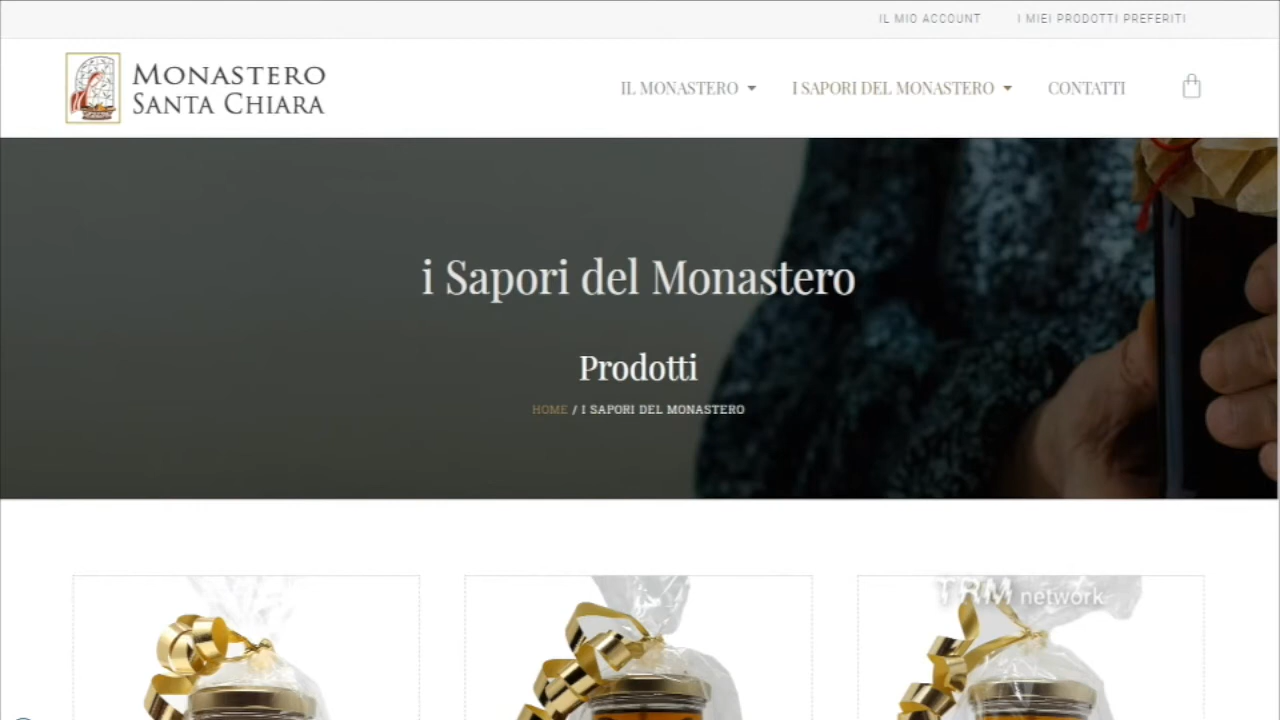 IL MIO ACCOUNT
I MIEI PRODOTTI PREFERITI
MONASTERO
SANTA CHIARA
IL MONASTERO
I SAPORI DEL MONASTERO
CONTATTI
i Sapori del Monastero
Prodotti
HOME / I SAPORI DEL MONASTERO
TRM network